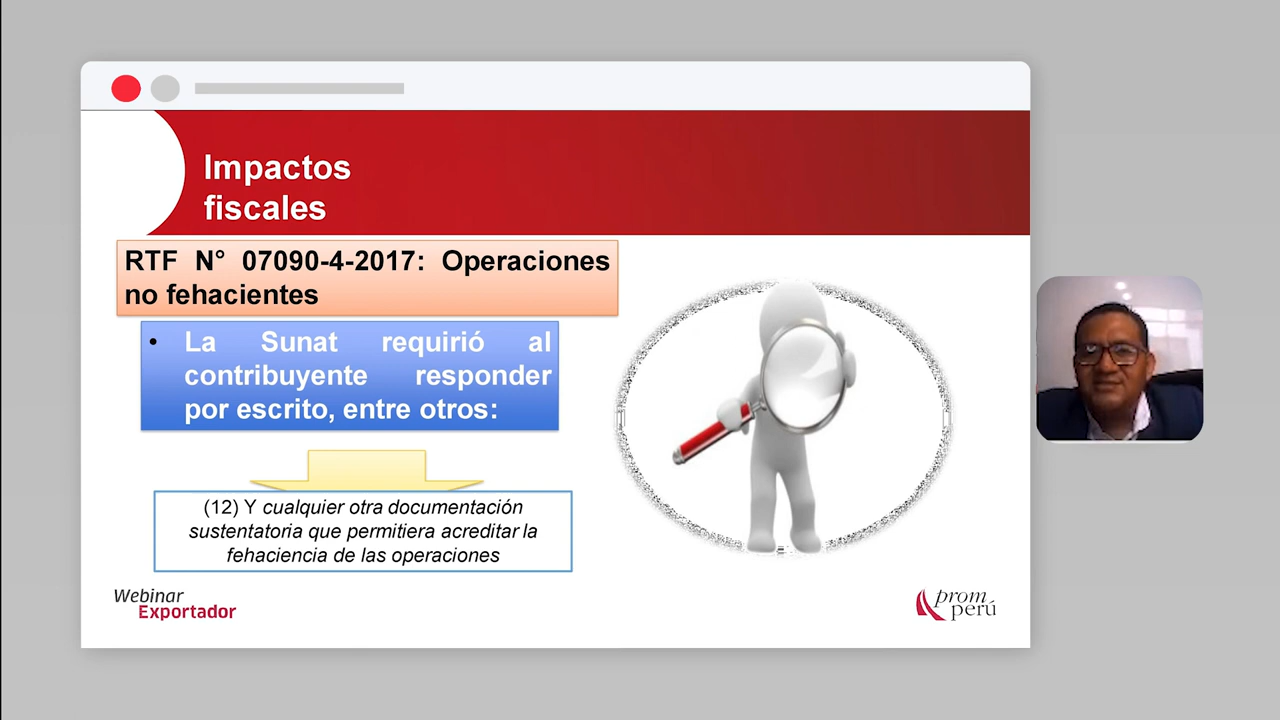 Impactos
fiscales
RTF N° 07090-4-2017: Operaciones
no fehacientes
• La Sunat requirió al
contribuyente responder
por escrito, entre otros:
(12) Y cualquier otra documentación
sustentatoria que permitiera acreditar la
fehaciencia de las operaciones
Webinar
Exportador
prom
perú